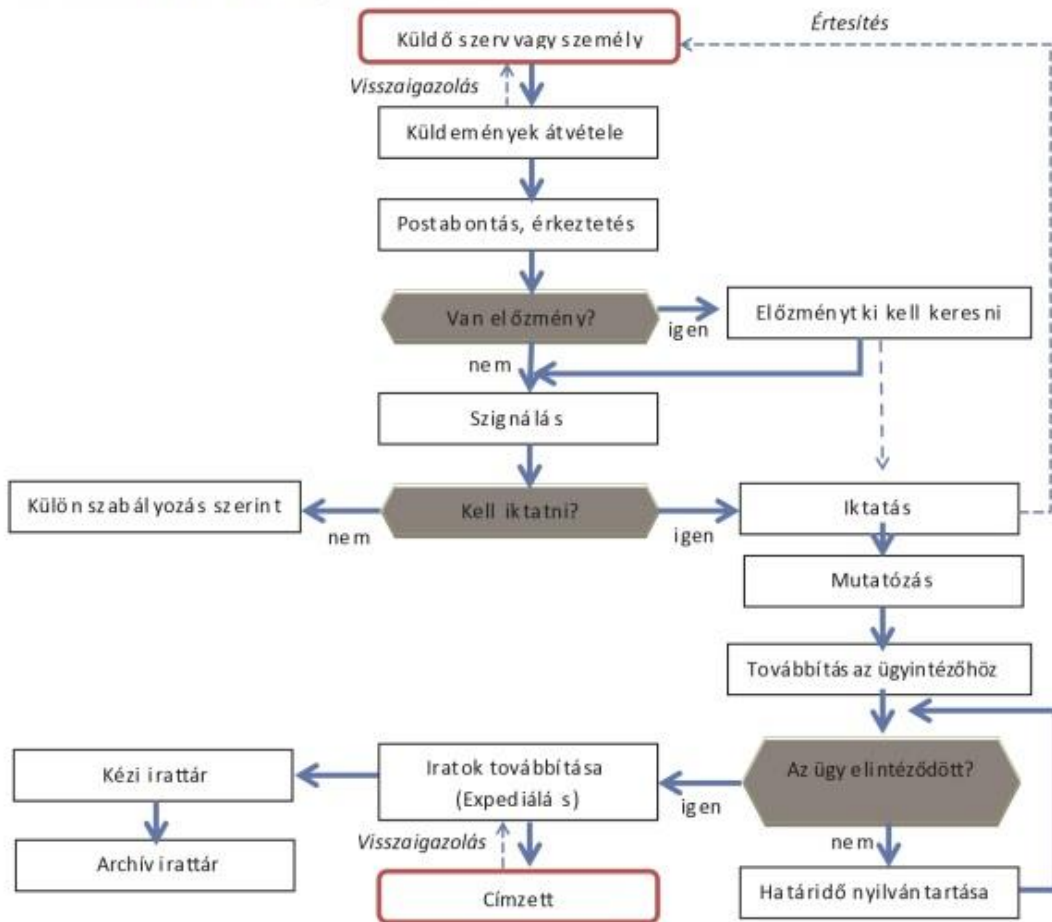 Küldő szerv vagy személy
Értesítés
Visszaigazolás
Küldemények átvétele
Postabontás, érkeztetés
Van előzmény?
igen
Előzményt ki kell keresni
nem
Szignálás
Külön szabályozás szerint
nem
Kell iktatni?
igen
Iktatás
Mutatózás
Továbbítás az ügyintézőhöz
Kézi irattár
Iratok továbbítása
(Expediálás)
igen
Az ügy elintéződött?
Archív irattár
Visszaigazolás
nem
Címzett
Határidő nyilvántartása